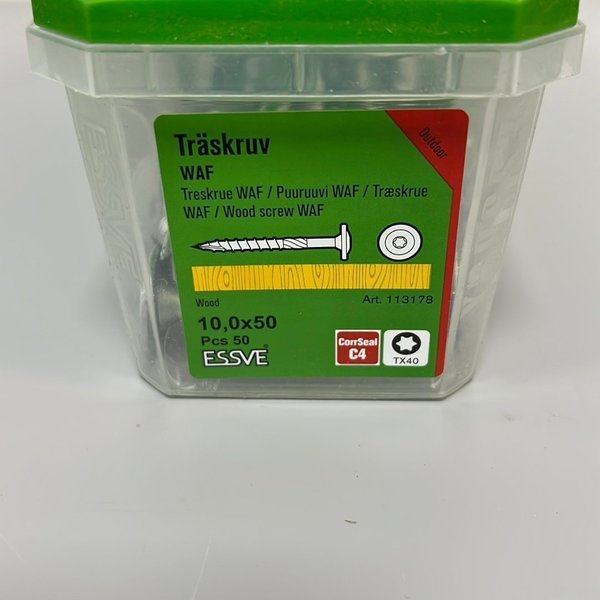 ESSVE
Outdoor
Träskruv
WAF
Treskrue WAF / Puuruuvi WAF / Træskrue
WAF / Wood screw WAF
Wood
Art. 113178
10,0x50
Pcs 50
ESSVE®
CorrSeal
C4
TX40